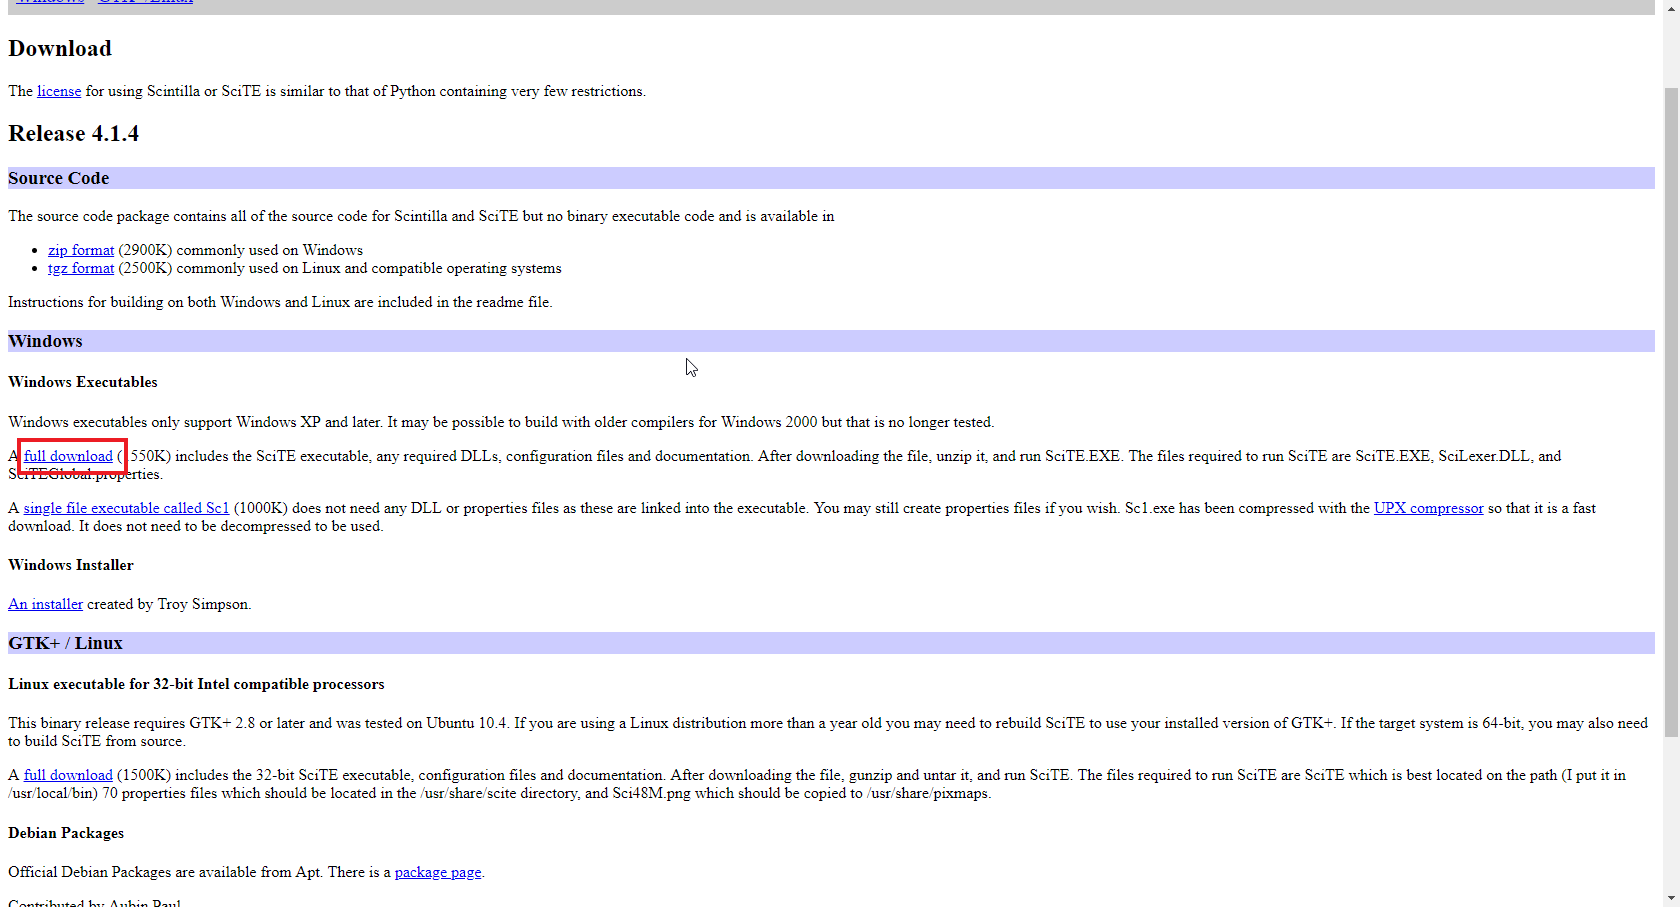 Windows GTK+/Linux
Download
The license for using Scintilla or SciTE is similar to that of Python containing very few restrictions.
Release 4.1.4
Source Code
The source code package contains all of the source code for Scintilla and SciTE but no binary executable code and is available in
• zip format (2900K) commonly used on Windows
• tgz format (2500K) commonly used on Linux and compatible operating systems
Instructions for building on both Windows and Linux are included in the readme file.
Windows
Windows Executables
Windows executables only support Windows XP and later. It may be possible to build with older compilers for Windows 2000 but that is no longer tested.
A full download (1550K) includes the SciTE executable, any required DLLs, configuration files and documentation. After downloading the file, unzip it, and run SciTE.EXE. The files required to run SciTE are SciTE.EXE, SciLexer.DLL, and
SciTEGlobal.properties.
A single file executable called Sc1 (1000K) does not need any DLL or properties files as these are linked into the executable. You may still create properties files if you wish. Sc1.exe has been compressed with the UPX compressor so that it is a fast
download. It does not need to be decompressed to be used.
Windows Installer
An installer created by Troy Simpson.
GTK+ / Linux
Linux executable for 32-bit Intel compatible processors
This binary release requires GTK+ 2.8 or later and was tested on Ubuntu 10.4. If you are using a Linux distribution more than a year old you may need to rebuild SciTE to use your installed version of GTK+. If the target system is 64-bit, you may also need
to build SciTE from source.
A full download (1500K) includes the 32-bit SciTE executable, configuration files and documentation. After downloading the file, gunzip and untar it, and run SciTE. The files required to run SciTE are SciTE which is best located on the path (I put it in
/usr/local/bin) 70 properties files which should be located in the /usr/share/scite directory, and Sci48M.png which should be copied to /usr/share/pixmaps.
Debian Packages
Official Debian Packages are available from Apt. There is a package page.
Contributed by Aubin Paul